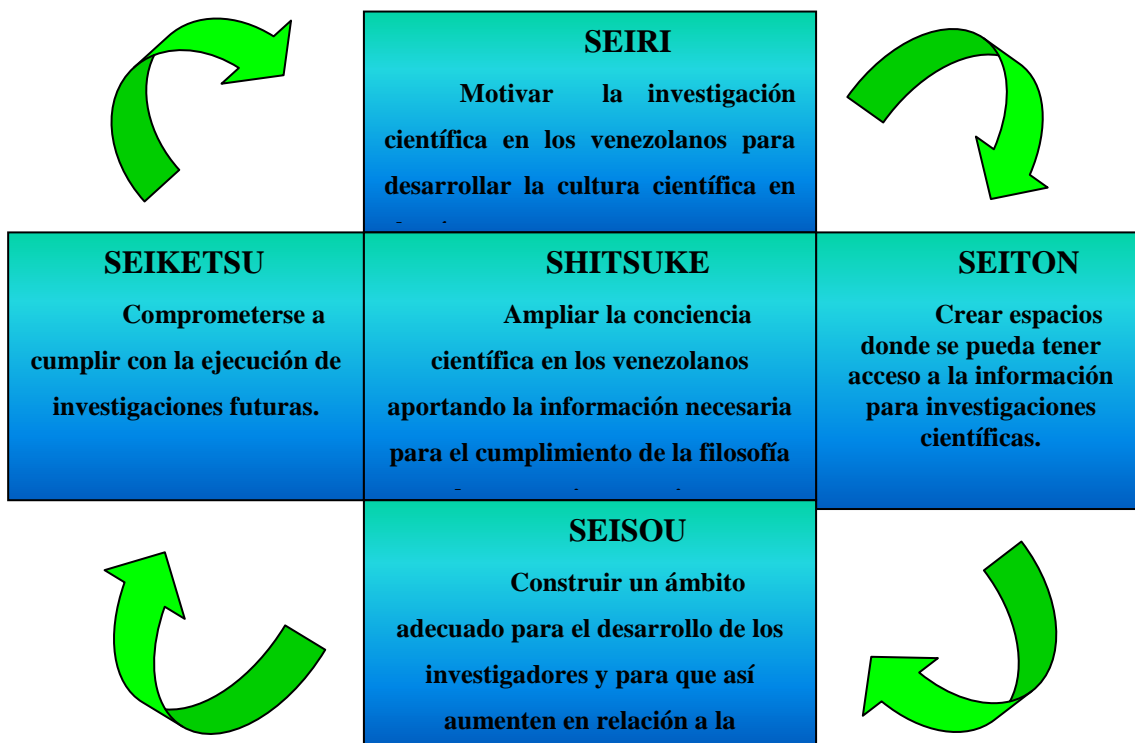 SEIRI
Motivar la investigación
científica en los venezolanos para
desarrollar la cultura científica en
SEIKETSU
Comprometerse a
cumplir con la ejecución de
investigaciones futuras.
SHITSUKE
Ampliar la conciencia
científica en los venezolanos
aportando la información necesaria
para el cumplimiento de la filosofía
SEITON
Crear espacios
donde se pueda tener
acceso a la información
para investigaciones
científicas.
SEISOU
Construir un ámbito
adecuado para el desarrollo de los
investigadores y para que así
aumenten en relación a la